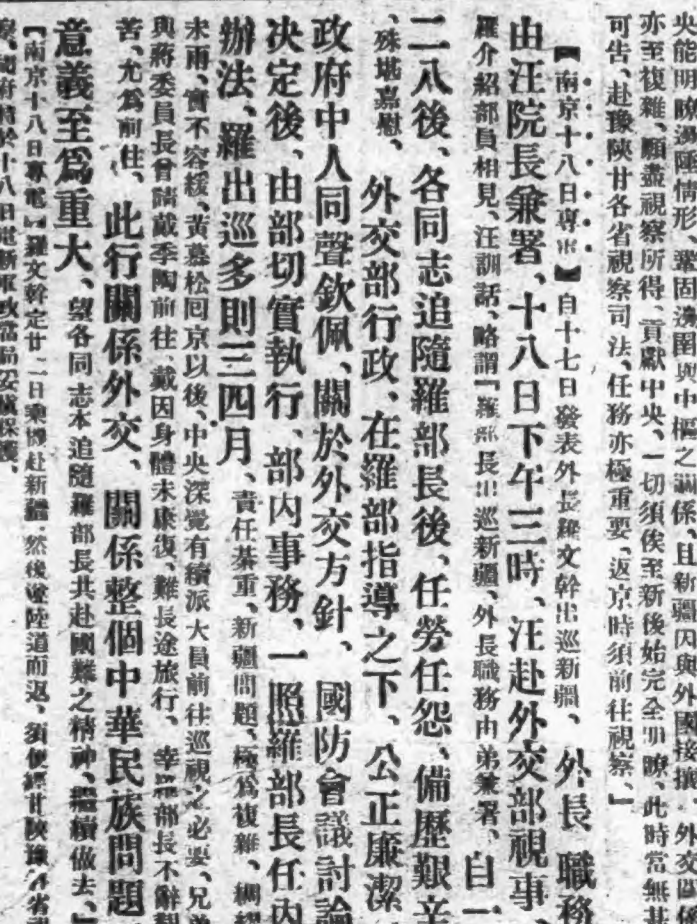 央能明瞭邊陲情形、鞏固邊圉與中樞之關係、且新疆因與外國接攘、外交關係
亦至複雜、願盡視察所得、貢獻中央、一切須俟至新後始完全明瞭、此時當無甚
可告、赴豫陝甘各省視察司法、任務亦極重要、返京時須前往視察、」
【南京十八日專電】自十七日發表外長羅文幹出巡新疆、外長職務
由汪院長兼署、十八日下午三時、汪赴外交部視事
羅介紹部員相見、汪訓話、略謂「羅部長出巡新疆、外長職務由弟兼署、自一
二八後、各同志追隨羅部長後、任勞任怨、備歷艱辛
、殊堪嘉慰、外交部行政、在羅部指導之下、公正廉潔
政府中人同聲欽佩、關於外交方針、國防會議討論
决定後、由部切實執行、部內事務、一照羅部長任內
辦法、羅出巡多則三四月、責任綦重、新疆問題、極爲複雜、綢繆
未雨、實不容緩、黃慕松回京以後、中央深覺有續派大員前往巡視之必要、兄弟
與蔣委員長曾請戴季陶前往、戴因身體未康復、難長途旅行、幸羅部長不辭艱
苦、允爲前往、此行關係外交、關係整個中華民族問題
意義至爲重大、望各同志本追隨羅部長共赴國難之精神、繼續做去、」
【南京十八日專電】羅文幹定廿二日乘機赴新疆、然後遵陸道而返、須便經甘陝豫各省視
察、國府特於十八日電新軍政當局妥愼保護、